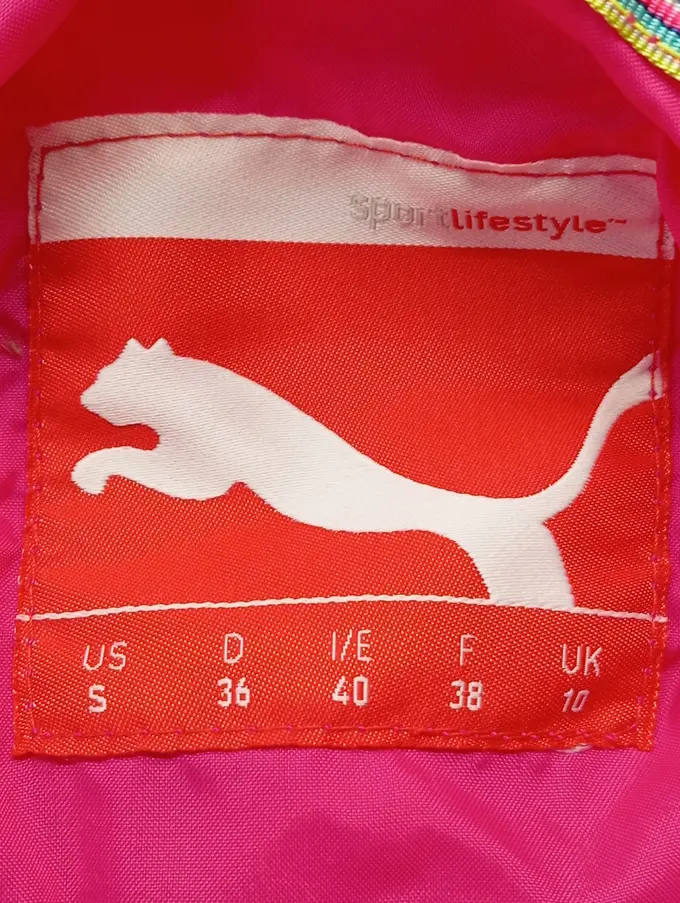 sportlifestyle™
US D I/E F UK
S 36 40 38 10